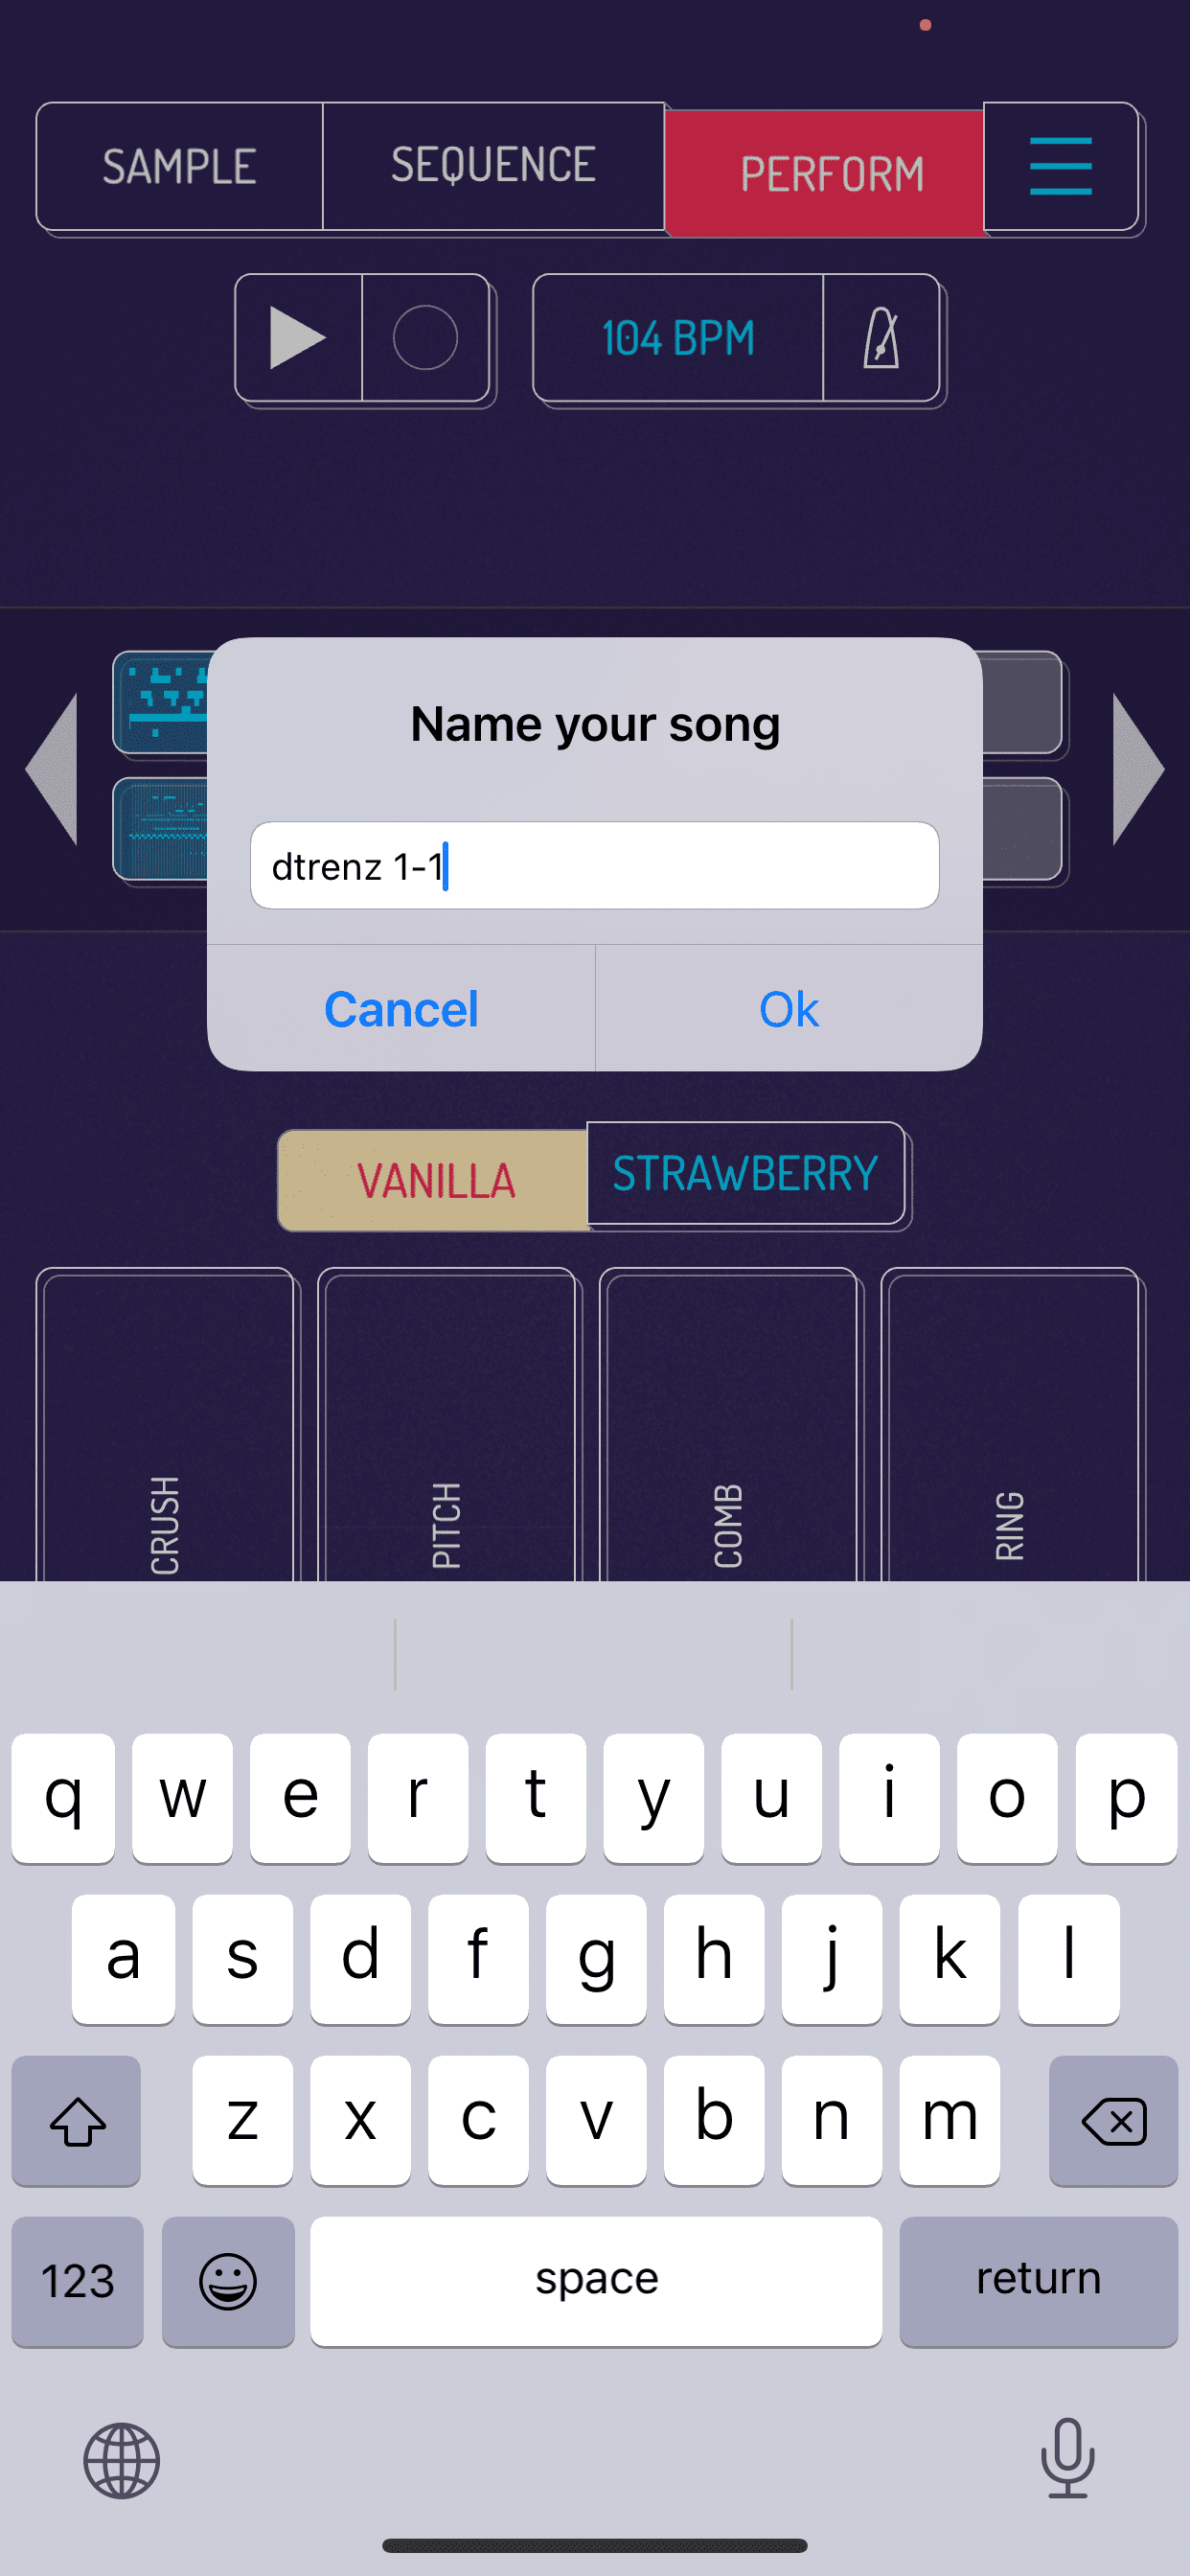 SAMPLE SEQUENCE PERFORM
104 BPM
Name your song
dtrenz 1-1
Cancel Ok
VANILLA STRAWBERRY
CRUSH PITCH COMB RING
q w e r t y u i o p
a s d f g h j k l
z x c v b n m
123 space return